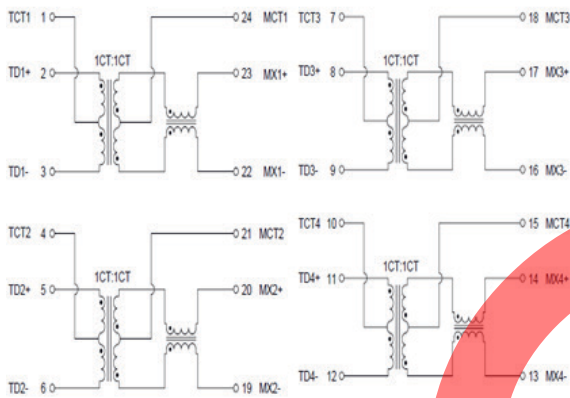 TCT1 1 24 MCT1
1CT:1CT
TD1+ 2 23 MX1+
TD1- 3 22 MX1-
TCT3 7 18 MCT3
1CT:1CT
TD3+ 8 17 MX3+
TD3- 9 16 MX3-
TCT2 4 21 MCT2
1CT:1CT
TD2+ 5 20 MX2+
TD2- 6 19 MX2-
TCT4 10 15 MCT4
1CT:1CT
TD4+ 11 14 MX4+
TD4- 12 13 MX4-